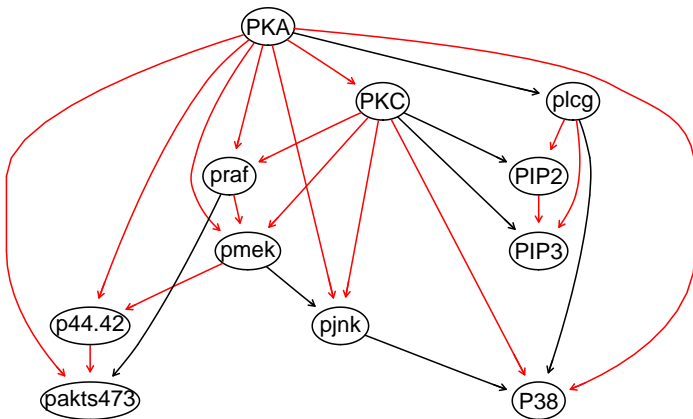 PKA
PKC
plcg
praf
PIP2
pmek
PIP3
p44.42
pjnk
pakts473
P38